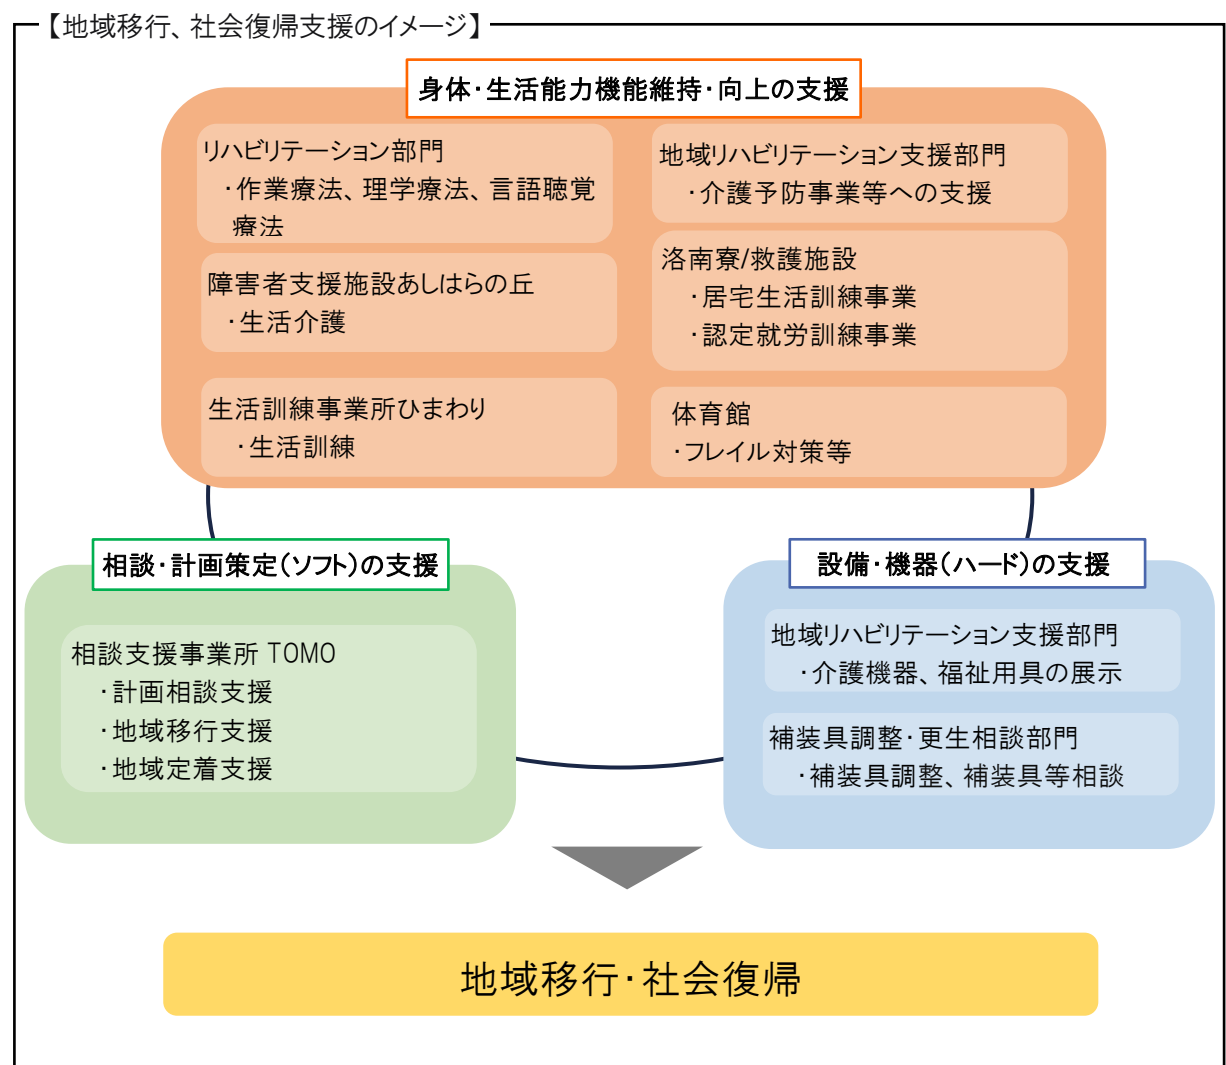 【地域移行、社会復帰支援のイメージ】
身体・生活能力機能維持・向上の支援
リハビリテーション部門
・作業療法、理学療法、言語聴覚
療法
障害者支援施設あしはらの丘
・生活介護
生活訓練事業所ひまわり
・生活訓練
地域リハビリテーション支援部門
・介護予防事業等への支援
洛南寮/救護施設
・居宅生活訓練事業
・認定就労訓練事業
体育館
・フレイル対策等
相談・計画策定(ソフト)の支援
相談支援事業所 TOMO
・計画相談支援
・地域移行支援
・地域定着支援
設備・機器(ハード)の支援
地域リハビリテーション支援部門
・介護機器、福祉用具の展示
補装具調整・更生相談部門
・補装具調整、補装具等相談
地域移行・社会復帰